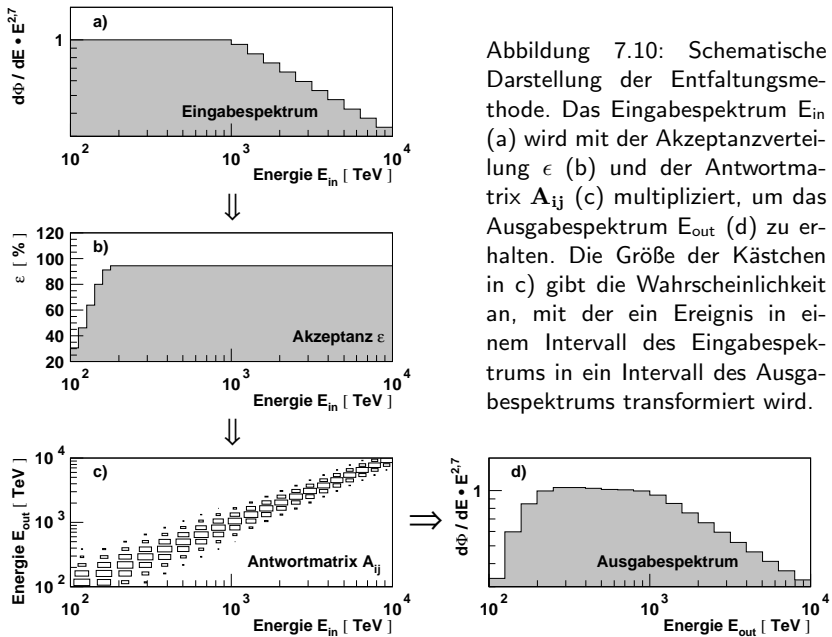 a)
dΦ / dE • E^2,7
1
Eingabespektrum
10^2 10^3 10^4
Energie E_in [ TeV]
⇓
b)
ε [ %]
120
100
80
60
40
20
Akzeptanz ε
10^2 10^3 10^4
Energie E_in [ TeV]
⇓
c)
Energie E_out [ TeV]
10^4
10^3
10^2
Antwortmatrix A_ij
10^2 10^3 10^4
Energie E_in [ TeV]
⇒
d)
dΦ / dE • E^2,7
1
Ausgabespektrum
10^2 10^3 10^4
Energie E_out [ TeV]
Abbildung 7.10: Schematische
Darstellung der Entfaltungsme-
thode. Das Eingabespektrum E_in
(a) wird mit der Akzeptanzvertei-
lung ϵ (b) und der Antwortma-
trix A_ij (c) multipliziert, um das
Ausgabespektrum E_out (d) zu er-
halten. Die Größe der Kästchen
in c) gibt die Wahrscheinlichkeit
an, mit der ein Ereignis in ei-
nem Intervall des Eingabespek-
trums in ein Intervall des Ausga-
bespektrums transformiert wird.